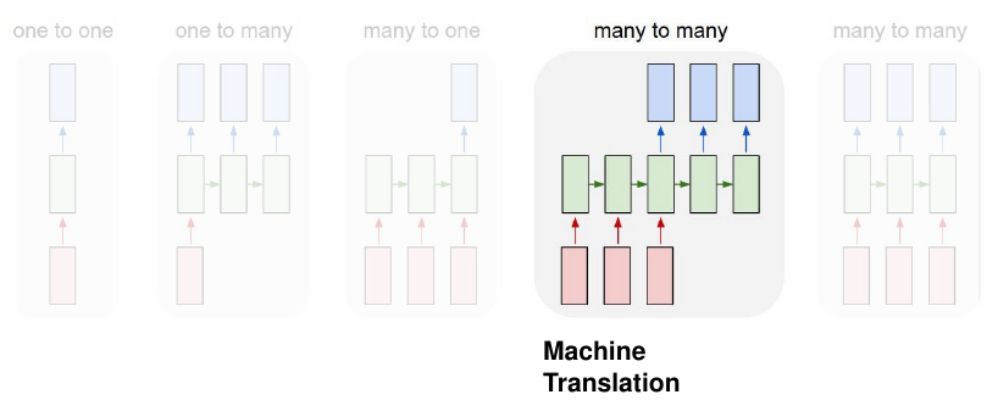 one to one
one to many
many to one
many to many
many to many
Machine
Translation